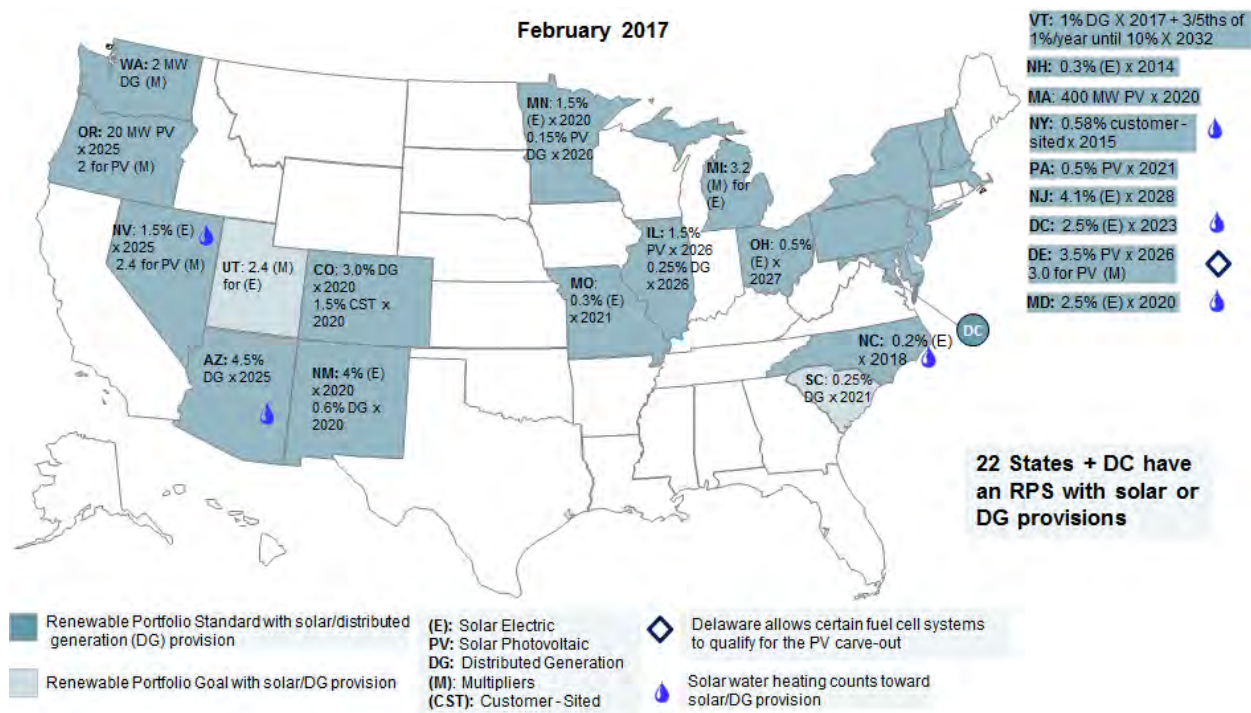 February 2017
WA: 2 MW
DG (M)
OR: 20 MW PV
x 2025
2 for PV (M)
NV: 1.5% (E)
x 2025
2.4 for PV (M)
UT: 2.4 (M)
for (E)
CO: 3.0% DG
x 2020
1.5% CST x
2020
AZ: 4.5%
DG x 2025
NM: 4% (E)
x 2020
0.6% DG x
2020
MN: 1.5%
(E) x 2020
0.15% PV
DG x 2020
MO:
0.3% (E)
x 2021
IL: 1.5%
PV x 2026
0.25% DG
x 2026
MI: 3.2
(M) for
(E)
OH: 0.5%
(E) x
2027
NC: 0.2% (E)
x 2018
SC: 0.25%
DG x 2021
DC
VT: 1% DG X 2017 + 3/5ths of
1%/year until 10% X 2032
NH: 0.3% (E) x 2014
MA: 400 MW PV x 2020
NY: 0.58% customer-
sited x 2015
PA: 0.5% PV x 2021
NJ: 4.1% (E) x 2028
DC: 2.5% (E) x 2023
DE: 3.5% PV x 2026
3.0 for PV (M)
MD: 2.5% (E) x 2020
22 States + DC have
an RPS with solar or
DG provisions
Renewable Portfolio Standard with solar/distributed
generation (DG) provision
Renewable Portfolio Goal with solar/DG provision
(E): Solar Electric
PV: Solar Photovoltaic
DG: Distributed Generation
(M): Multipliers
(CST): Customer-Sited
Delaware allows certain fuel cell systems
to qualify for the PV carve-out
Solar water heating counts toward
solar/DG provision